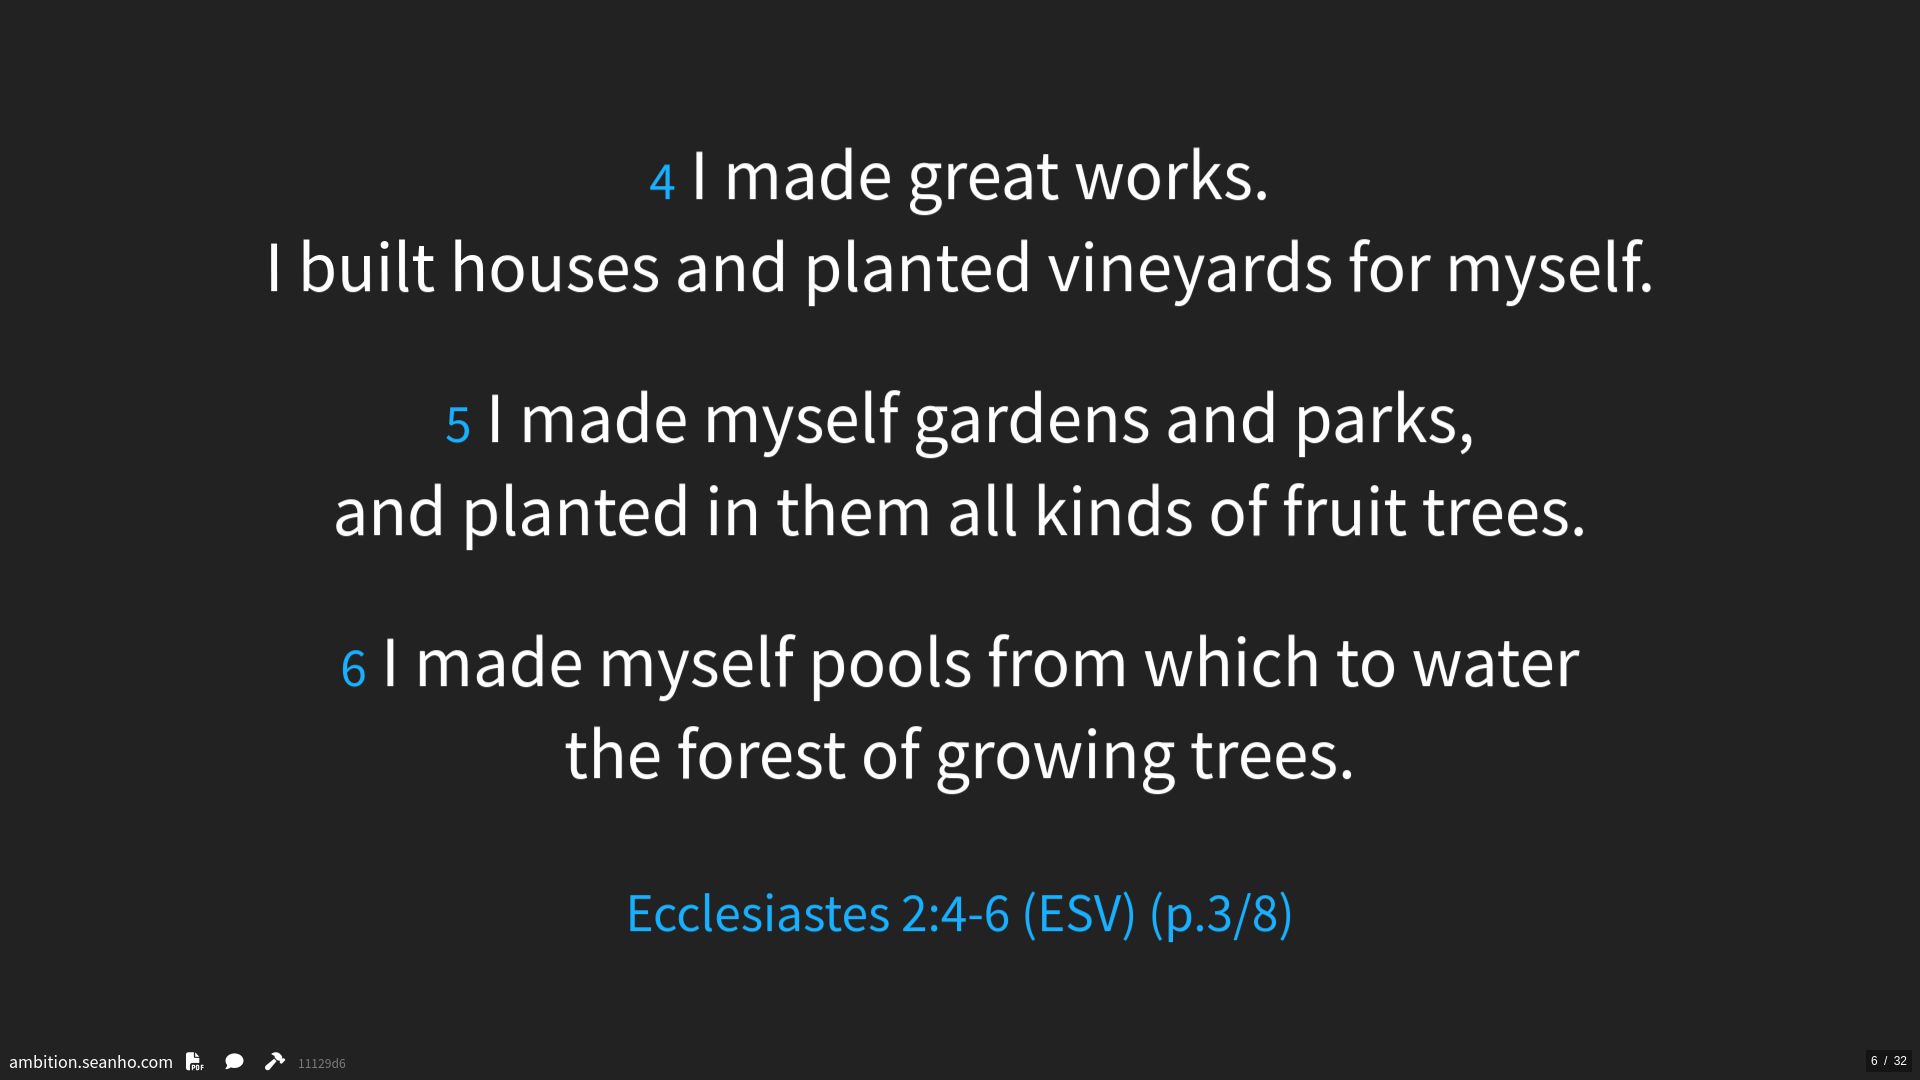 4 I made great works.
I built houses and planted vineyards for myself.
5 I made myself gardens and parks,
and planted in them all kinds of fruit trees.
6 I made myself pools from which to water
the forest of growing trees.
Ecclesiastes 2:4-6 (ESV) (p.3/8)
ambition.seanho.com PDF 11129d6
6 / 32